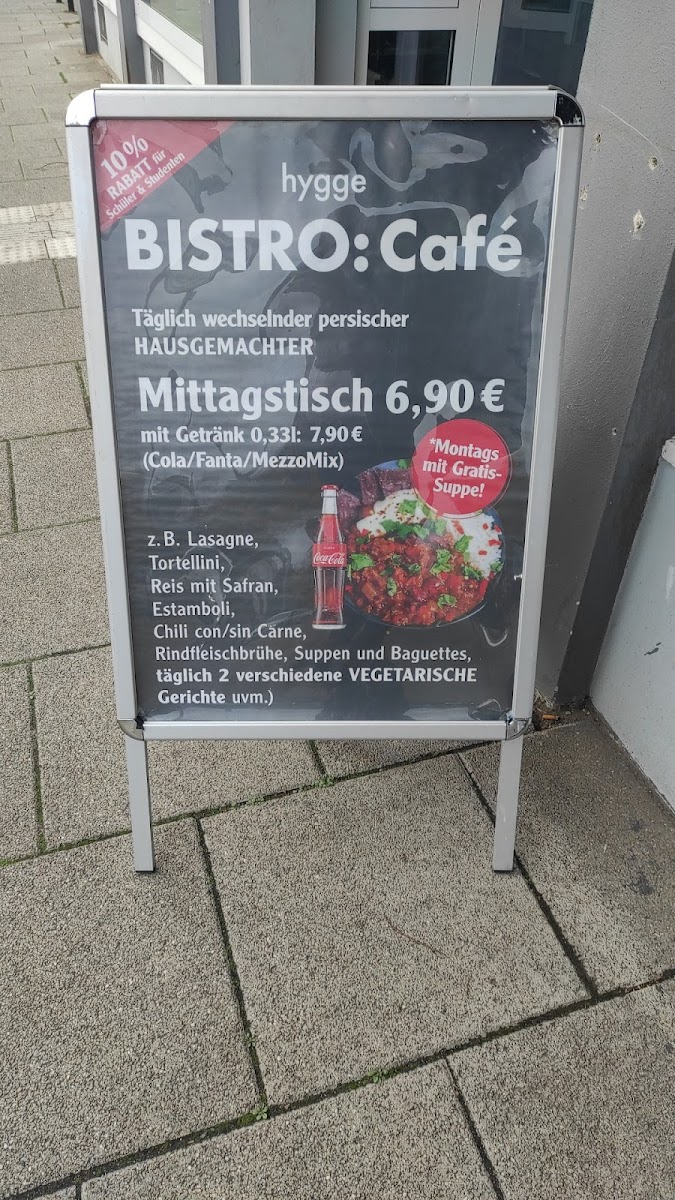 10%
RABATT für
Schüler & Studenten
hygge
BISTRO: Café
Täglich wechselnder persischer
HAUSGEMACHTER
Mittagstisch 6,90 €
mit Getränk 0,33l: 7,90 €
(Cola/Fanta/MezzoMix)
*Montags
mit Gratis-
Suppe!
Coca-Cola
z.B. Lasagne,
Tortellini,
Reis mit Safran,
Estamboli,
Chili con/sin Carne,
Rindfleischbrühe, Suppen und Baguettes,
täglich 2 verschiedene VEGETARISCHE
Gerichte uvm.)